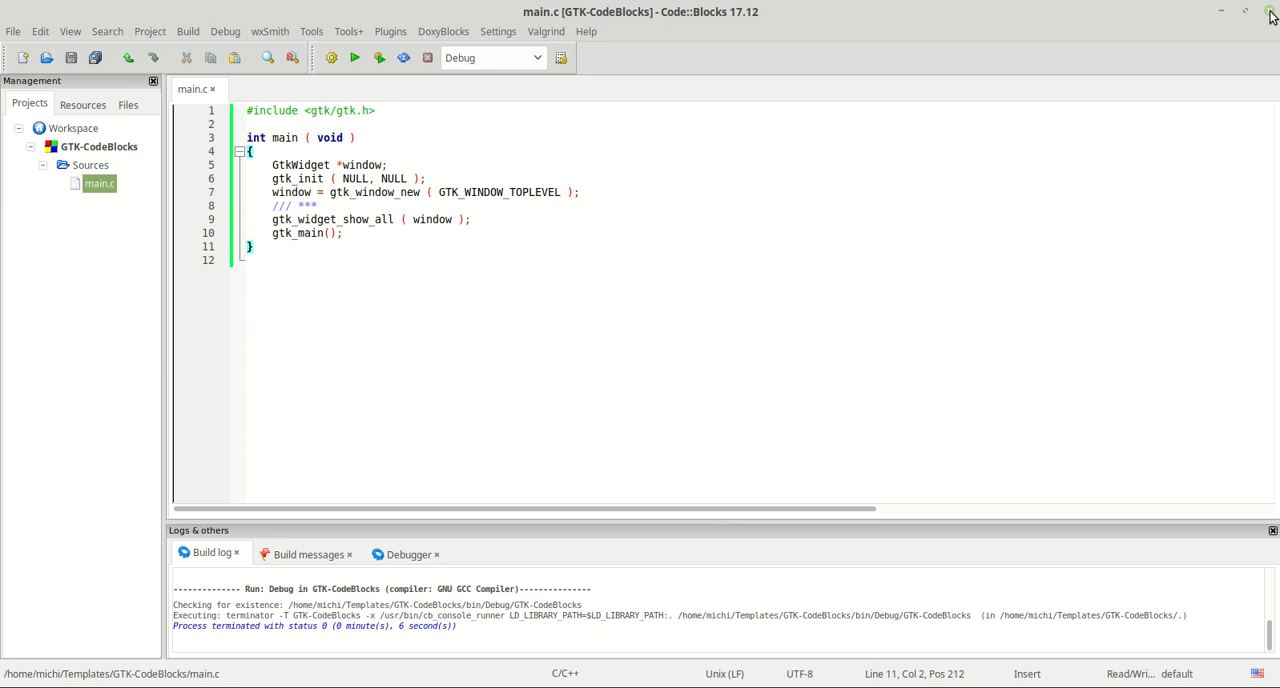 main.c [GTK-CodeBlocks] - Code::Blocks 17.12
File Edit View Search Project Build Debug wxSmith Tools Tools+ Plugins DoxyBlocks Settings Valgrind Help
Debug
Management
Projects Resources Files
Workspace
GTK-CodeBlocks
Sources
main.c
main.c ×
1 #include <gtk/gtk.h>
2
3 int main ( void )
4 {
5 GtkWidget *window;
6 gtk_init ( NULL, NULL );
7 window = gtk_window_new ( GTK_WINDOW_TOPLEVEL );
8 /// ***
9 gtk_widget_show_all ( window );
10 gtk_main();
11 }
12
Logs & others
Build log × Build messages × Debugger ×
-------------- Run: Debug in GTK-CodeBlocks (compiler: GNU GCC Compiler)---------------
Checking for existence: /home/michi/Templates/GTK-CodeBlocks/bin/Debug/GTK-CodeBlocks
Executing: terminator -T GTK-CodeBlocks -x /usr/bin/cb_console_runner LD_LIBRARY_PATH=$LD_LIBRARY_PATH:. /home/michi/Templates/GTK-CodeBlocks/bin/Debug/GTK-CodeBlocks (in /home/michi/Templates/GTK-CodeBlocks/.)
Process terminated with status 0 (0 minute(s), 6 second(s))
/home/michi/Templates/GTK-CodeBlocks/main.c C/C++ Unix (LF) UTF-8 Line 11, Col 2, Pos 212 Insert Read/Wri... default